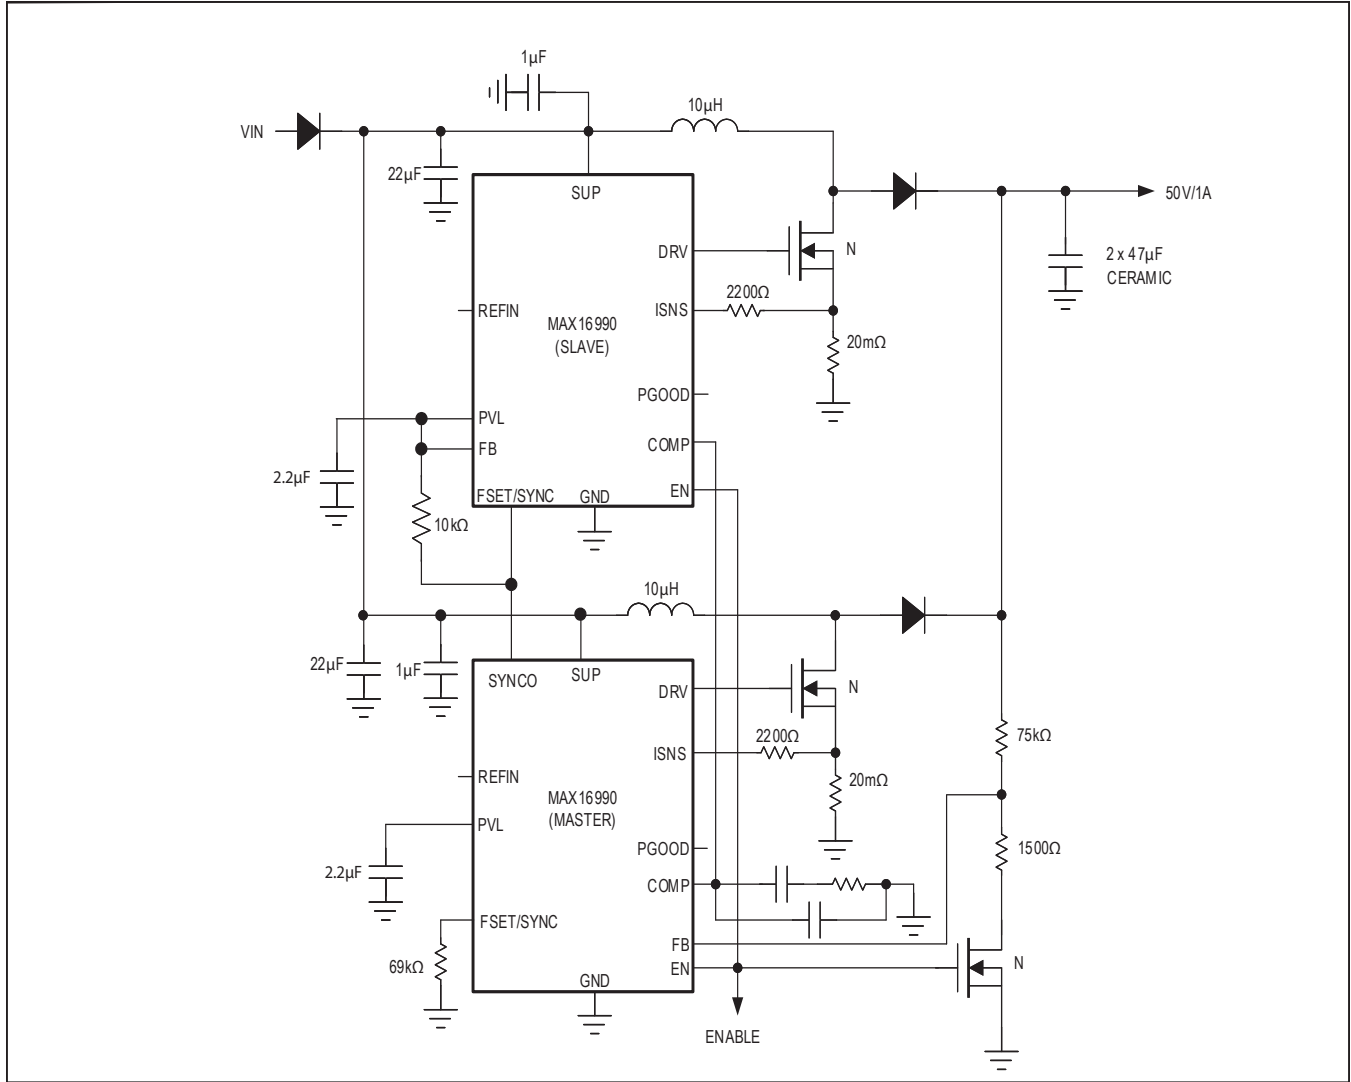 1µF
10µH
VIN
22µF
SUP
50V/1A
DRV
N
2 x 47µF
CERAMIC
2200Ω
REFIN
ISNS
MAX16990
(SLAVE)
20mΩ
PGOOD
PVL
COMP
FB
2.2µF
EN
FSET/SYNC
GND
10kΩ
10µH
22µF
1µF
SYNCO
SUP
DRV
N
2200Ω
75kΩ
ISNS
REFIN
20mΩ
MAX16990
(MASTER)
PVL
PGOOD
1500Ω
2.2µF
COMP
FSET/SYNC
FB
69kΩ
EN
N
GND
ENABLE